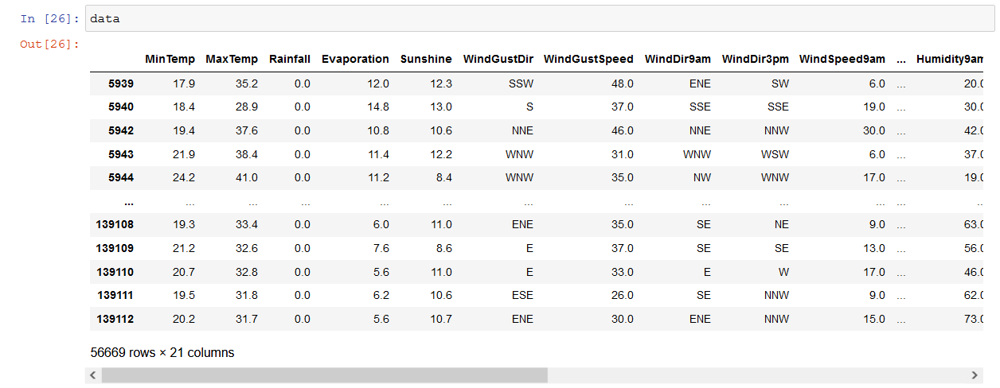 In [26]: data
Out[26]:
MinTemp MaxTemp Rainfall Evaporation Sunshine WindGustDir WindGustSpeed WindDir9am WindDir3pm WindSpeed9am ... Humidity9am
5939 17.9 35.2 0.0 12.0 12.3 SSW 48.0 ENE SW 6.0 ... 20.0
5940 18.4 28.9 0.0 14.8 13.0 S 37.0 SSE SSE 19.0 ... 30.0
5942 19.4 37.6 0.0 10.8 10.6 NNE 46.0 NNE NNW 30.0 ... 42.0
5943 21.9 38.4 0.0 11.4 12.2 WNW 31.0 WNW WSW 6.0 ... 37.0
5944 24.2 41.0 0.0 11.2 8.4 WNW 35.0 NW WNW 17.0 ... 19.0
... ... ... ... ... ... ... ... ... ... ... ... ...
139108 19.3 33.4 0.0 6.0 11.0 ENE 35.0 SE NE 9.0 ... 63.0
139109 21.2 32.6 0.0 7.6 8.6 E 37.0 SE SE 13.0 ... 56.0
139110 20.7 32.8 0.0 5.6 11.0 E 33.0 E W 17.0 ... 46.0
139111 19.5 31.8 0.0 6.2 10.6 ESE 26.0 SE NNW 9.0 ... 62.0
139112 20.2 31.7 0.0 5.6 10.7 ENE 30.0 ENE NNW 15.0 ... 73.0
56669 rows × 21 columns